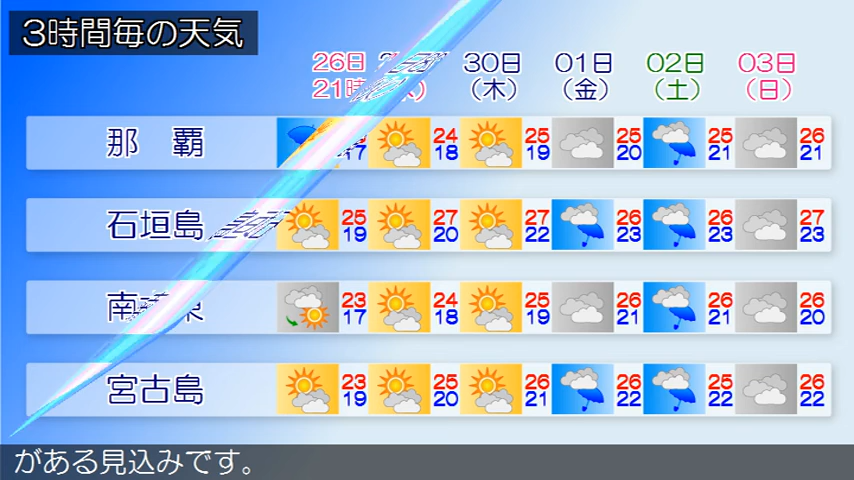 3時間毎の天気
26日 30日 01日 02日 03日
21時 (木) (金) (土) (日)
那 覇 17 24 18 25 19 25 20 25 21 26 21
石垣島 25 19 27 20 27 22 26 23 26 23 27 23
南 東 23 17 24 18 25 19 26 21 26 21 26 20
宮古島 23 19 25 20 26 21 26 22 25 22 26 22
がある見込みです。